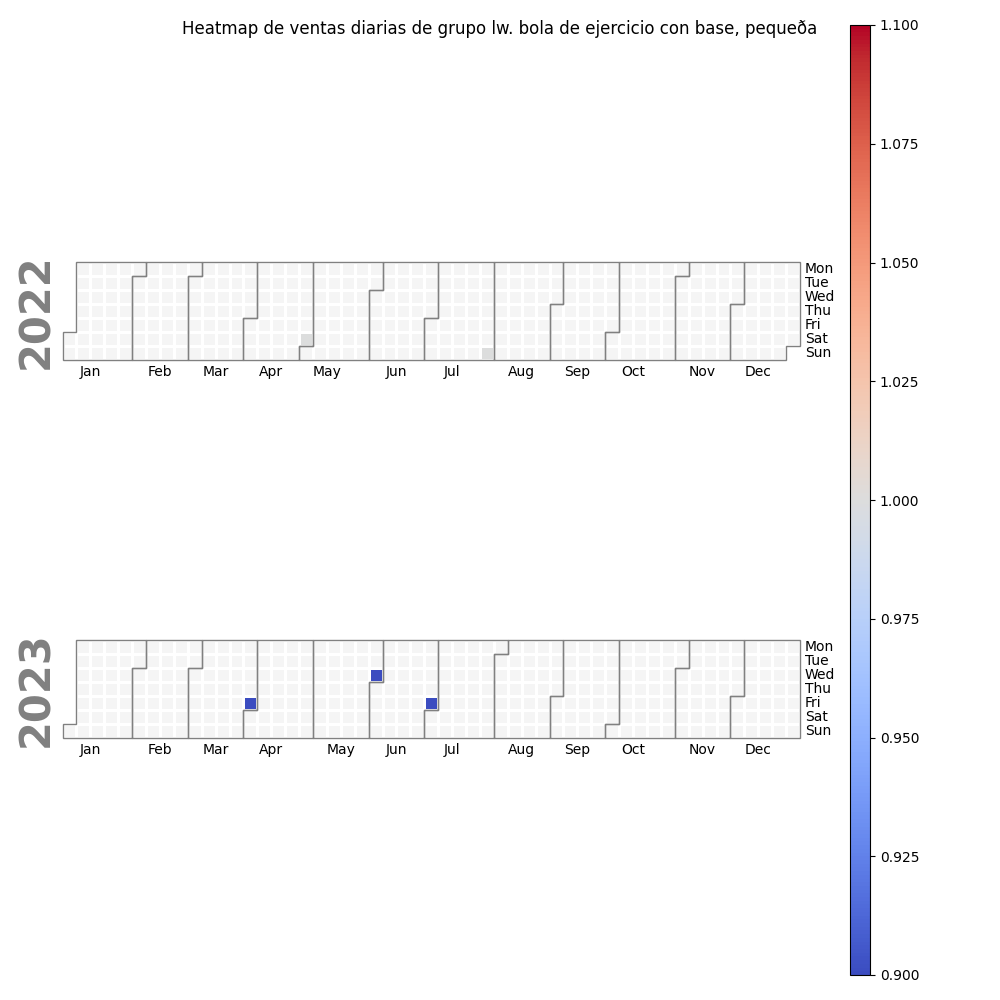 Heatmap de ventas diarias de grupo lw. bola de ejercicio con base, pequeða
1.100
1.075
1.050
1.025
1.000
0.975
0.950
0.925
0.900
2022
Mon
Tue
Wed
Thu
Fri
Sat
Sun
Jan Feb Mar Apr May Jun Jul Aug Sep Oct Nov Dec
2023
Mon
Tue
Wed
Thu
Fri
Sat
Sun
Jan Feb Mar Apr May Jun Jul Aug Sep Oct Nov Dec